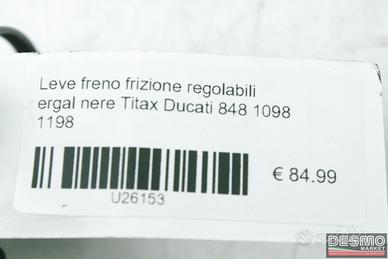 Leve freno frizione regolabili
ergal nere Titax Ducati 848 1098
1198
€ 84.99
U26153
DESMO
MARKET